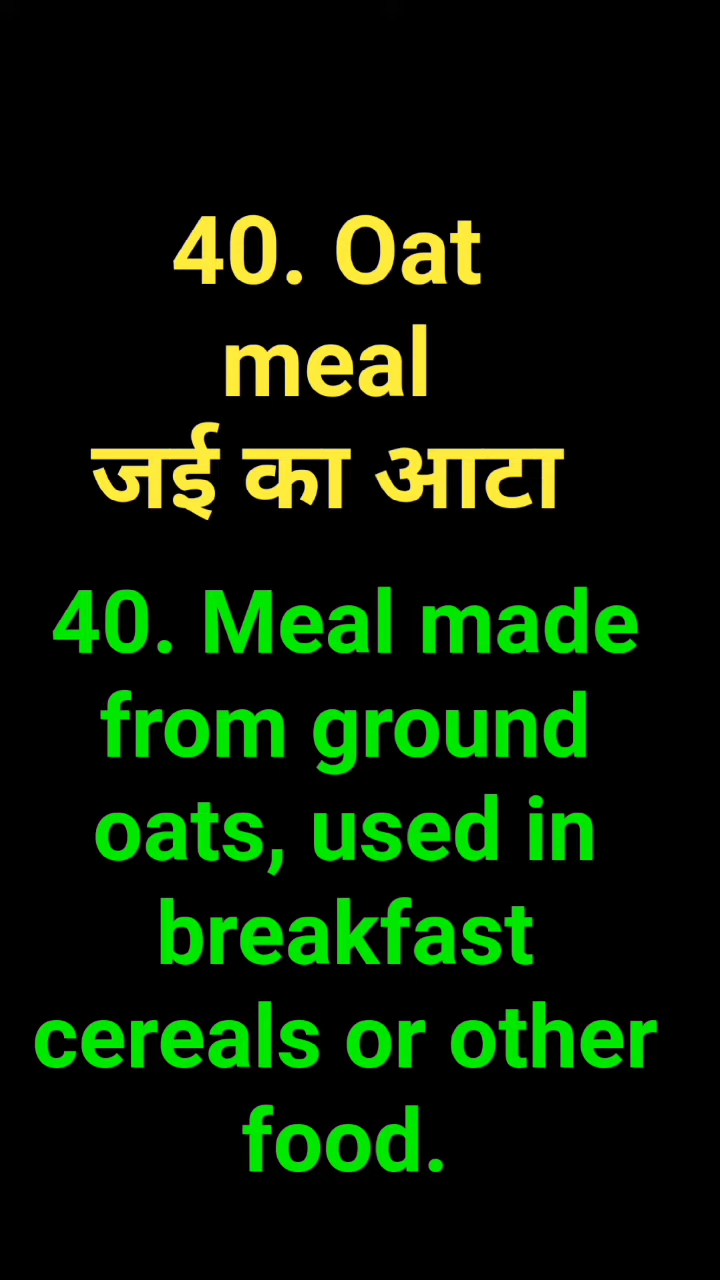 40. Oat
meal
जई का आटा
40. Meal made
from ground
oats, used in
breakfast
cereals or other
food.